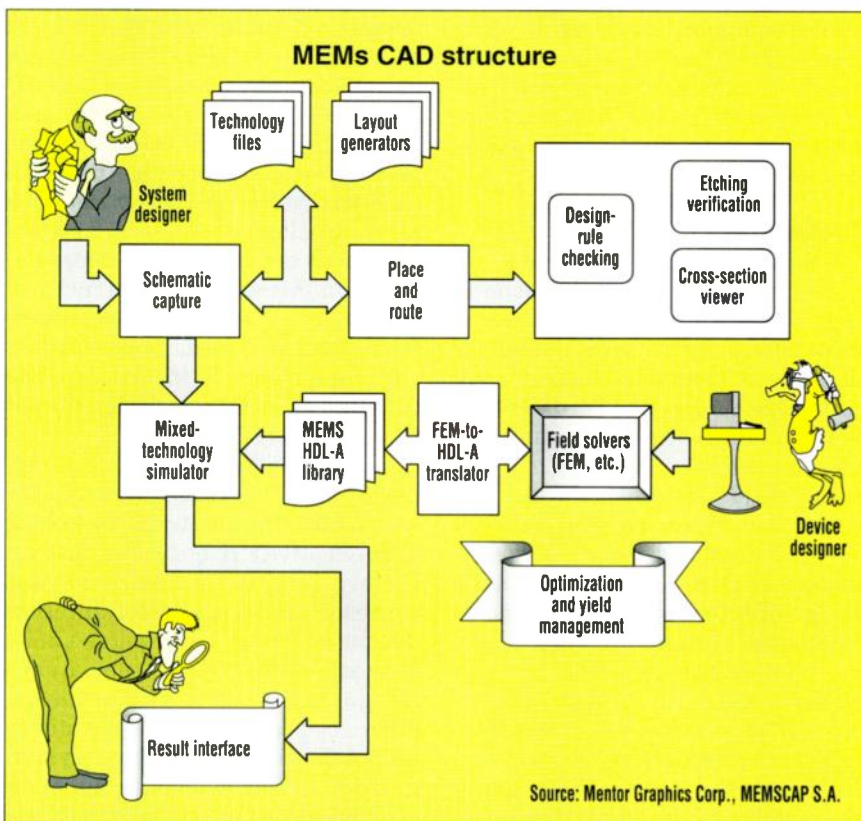 MEMs CAD structure
Technology
files
Layout
generators
System
designer
Design-
rule
checking
Etching
verification
Cross-section
viewer
Schematic
capture
Place
and
route
Mixed-
technology
simulator
MEMS
HDL-A
library
FEM-to-
HDL-A
translator
Field solvers
(FEM, etc.)
Device
designer
Optimization
and yield
management
Result interface
Source: Mentor Graphics Corp., MEMSCAP S.A.